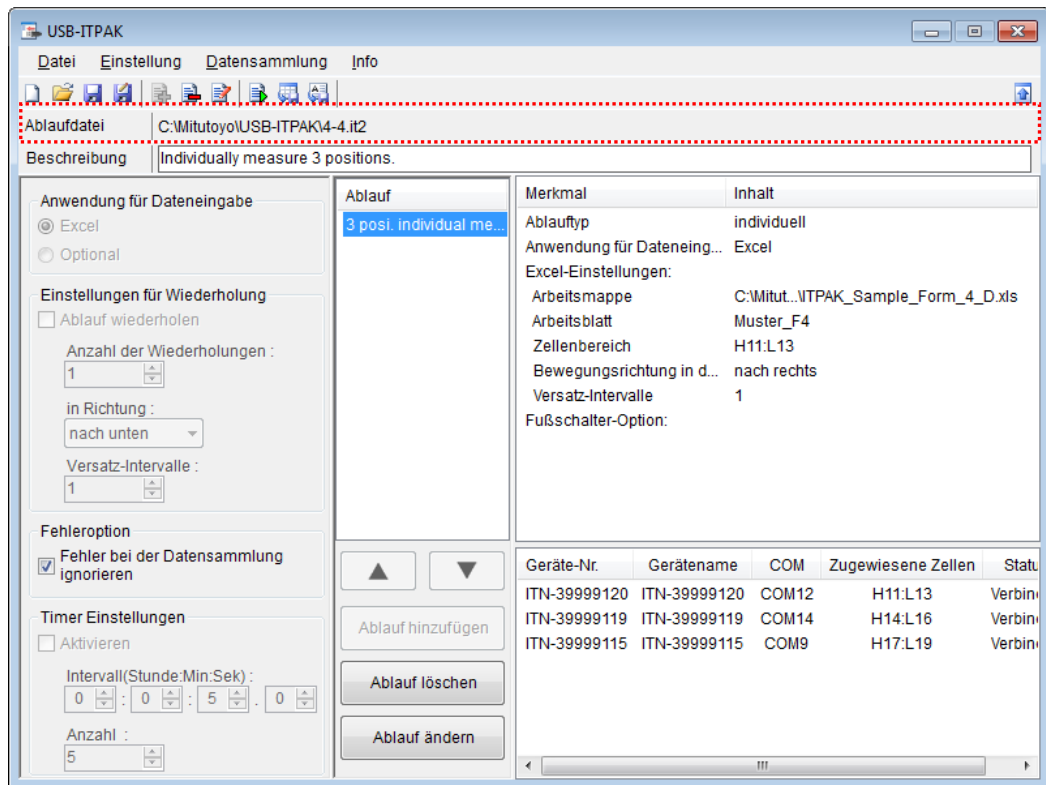 USB-ITPAK
Datei Einstellung Datensammlung Info
Ablaufdatei C:\Mitutoyo\USB-ITPAK\4-4.it2
Beschreibung Individually measure 3 positions.
Anwendung für Dateneingabe
Excel
Optional
Einstellungen für Wiederholung
Ablauf wiederholen
Anzahl der Wiederholungen :
1
in Richtung :
nach unten
Versatz-Intervalle :
1
Fehleroption
Fehler bei der Datensammlung
ignorieren
Timer Einstellungen
Aktivieren
Intervall(Stunde:Min:Sek) :
0 : 0 : 5 . 0
Anzahl :
5
Ablauf
3 posi. individual me...
Ablauf hinzufügen
Ablauf löschen
Ablauf ändern
Merkmal Inhalt
Ablauftyp individuell
Anwendung für Dateneing... Excel
Excel-Einstellungen:
Arbeitsmappe C:\Mitut...\ITPAK_Sample_Form_4_D.xls
Arbeitsblatt Muster_F4
Zellenbereich H11:L13
Bewegungsrichtung in d... nach rechts
Versatz-Intervalle 1
Fußschalter-Option:
Geräte-Nr. Gerätename COM Zugewiesene Zellen Statu
ITN-39999120 ITN-39999120 COM12 H11:L13 Verbin
ITN-39999119 ITN-39999119 COM14 H14:L16 Verbin
ITN-39999115 ITN-39999115 COM9 H17:L19 Verbin